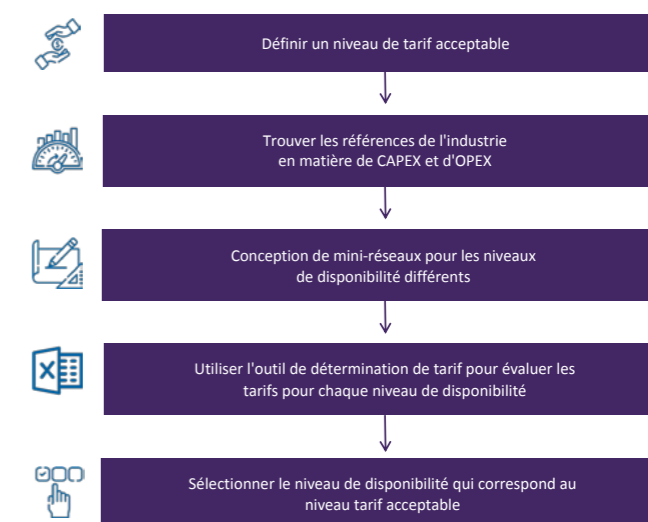 Définir un niveau de tarif acceptable
Trouver les références de l'industrie
en matière de CAPEX et d'OPEX
Conception de mini-réseaux pour les niveaux
de disponibilité différents
Utiliser l'outil de détermination de tarif pour évaluer les
tarifs pour chaque niveau de disponibilité
Sélectionner le niveau de disponibilité qui correspond au
niveau tarif acceptable